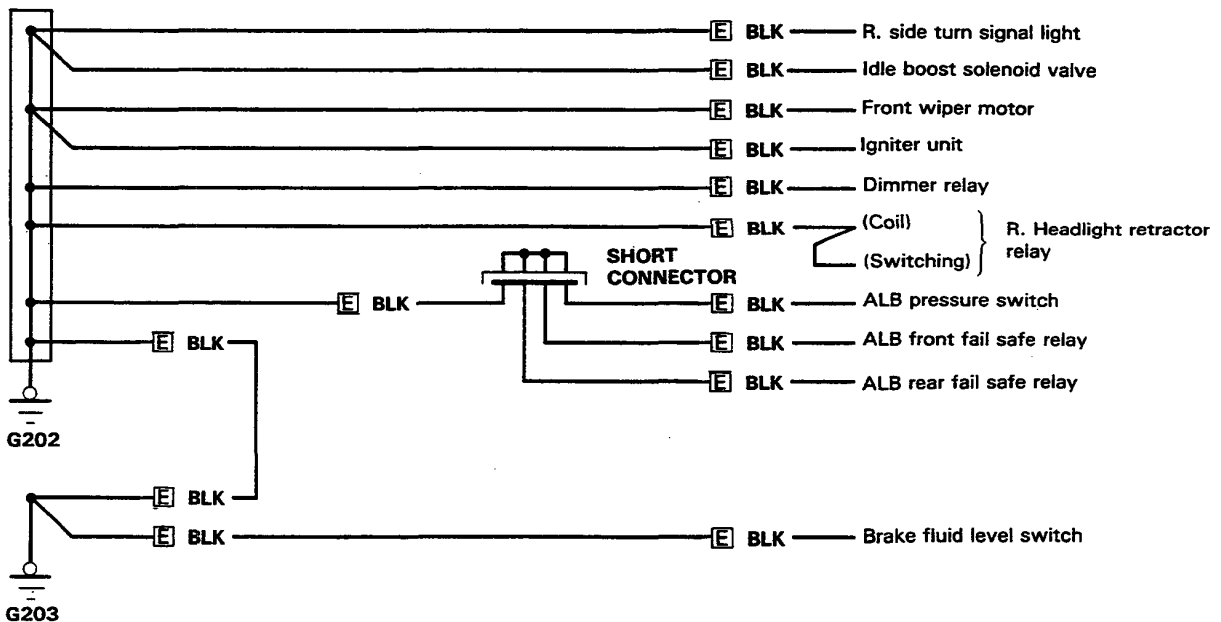 E BLK R. side turn signal light
E BLK Idle boost solenoid valve
E BLK Front wiper motor
E BLK Igniter unit
E BLK Dimmer relay
E BLK (Coil)
R. Headlight retractor
relay
(Switching)
SHORT
CONNECTOR
E BLK E BLK ALB pressure switch
E BLK E BLK ALB front fail safe relay
E BLK ALB rear fail safe relay
G202
E BLK
E BLK E BLK Brake fluid level switch
G203